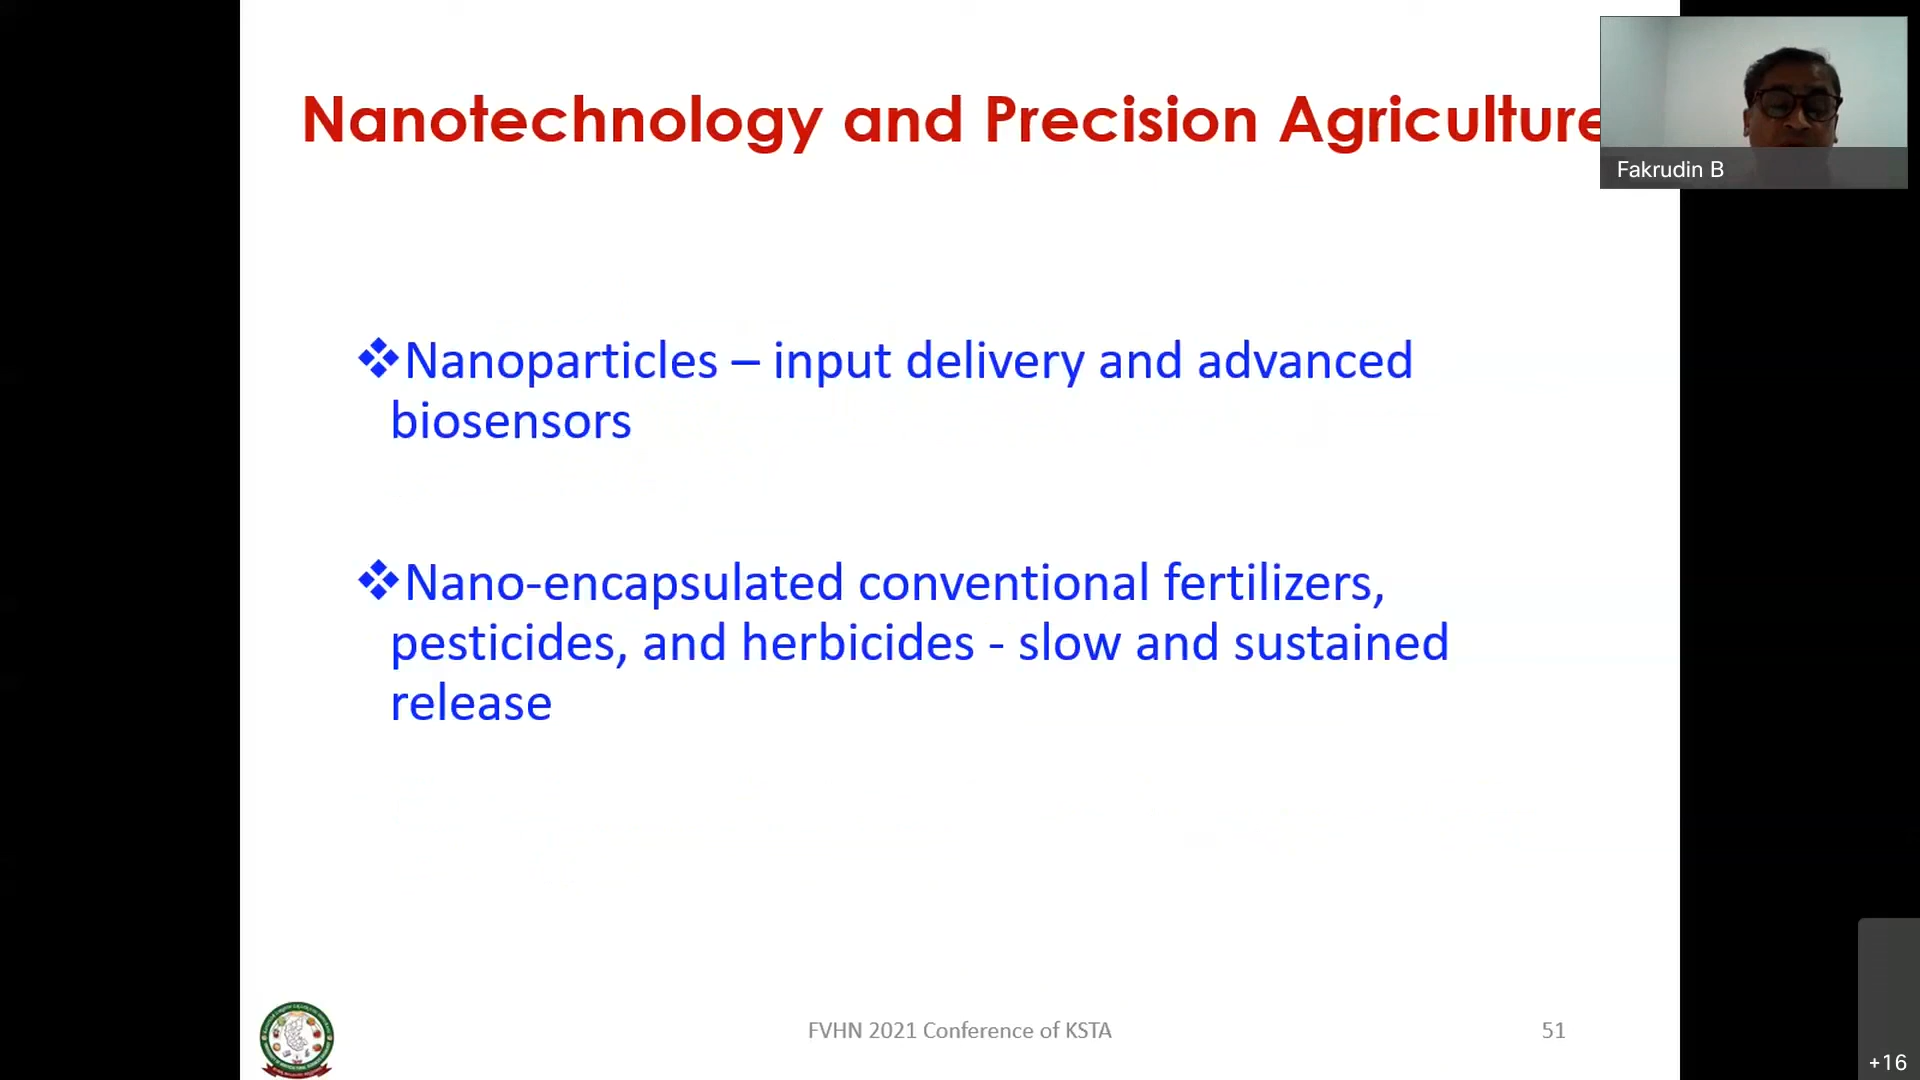 Nanotechnology and Precision Agriculture
Fakrudin B
❖Nanoparticles – input delivery and advanced
biosensors
❖Nano-encapsulated conventional fertilizers,
pesticides, and herbicides - slow and sustained
release
FVHN 2021 Conference of KSTA
51
+16